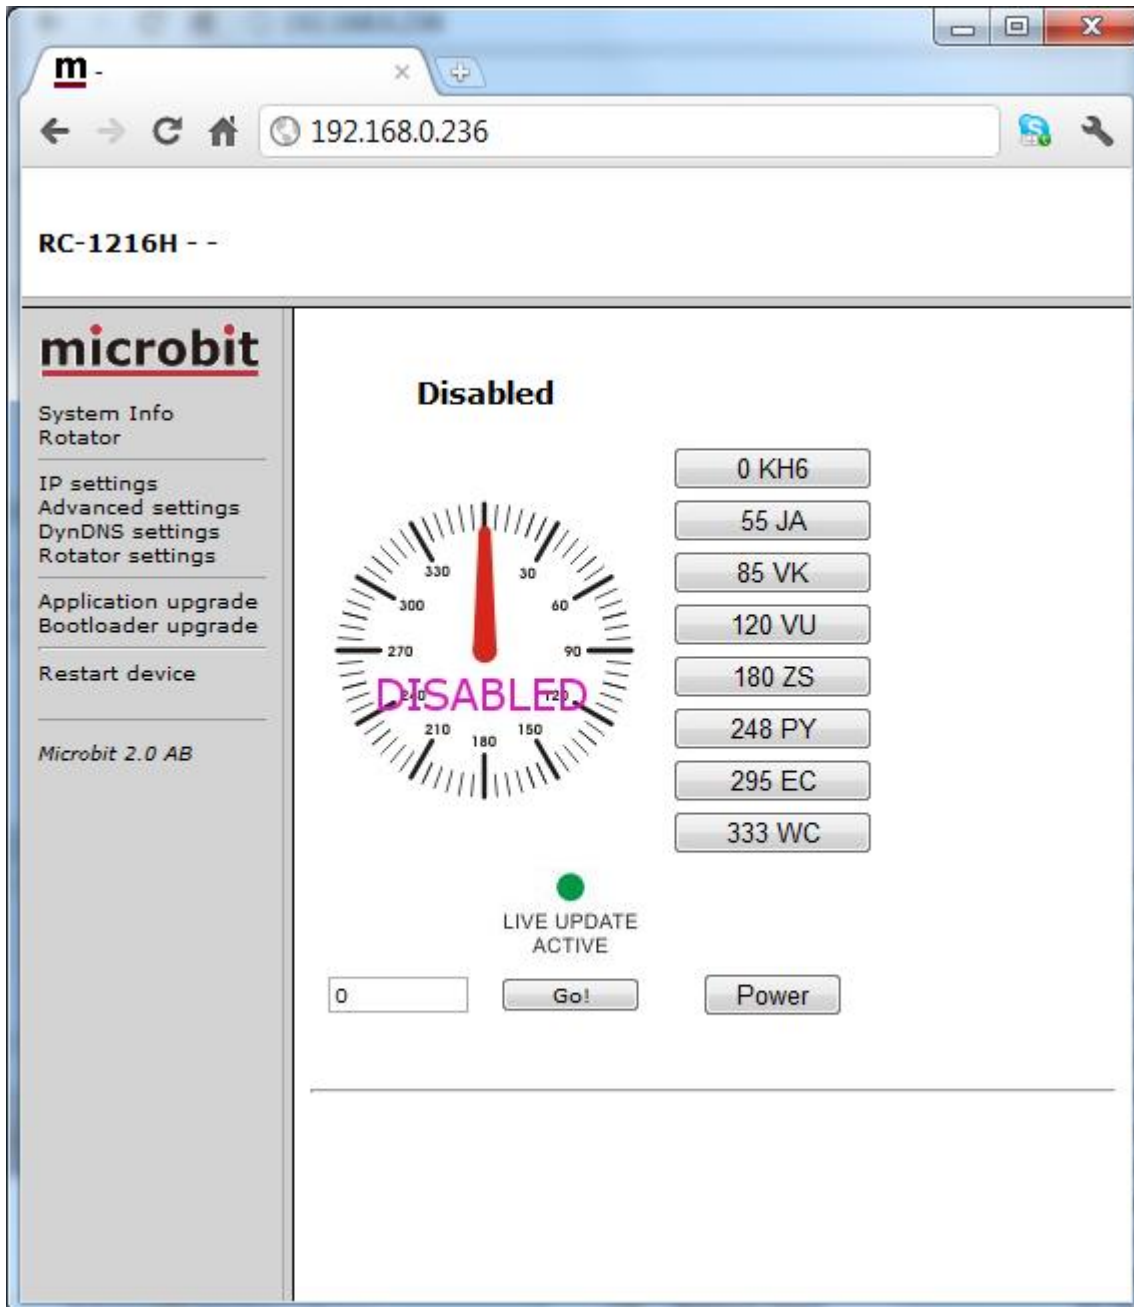 m -
192.168.0.236
RC-1216H - -
microbit
System Info
Rotator
IP settings
Advanced settings
DynDNS settings
Rotator settings
Application upgrade
Bootloader upgrade
Restart device
Microbit 2.0 AB
Disabled
330
30
300
60
270
90
DISABLED
240
120
210
150
180
0 KH6
55 JA
85 VK
120 VU
180 ZS
248 PY
295 EC
333 WC
LIVE UPDATE
ACTIVE
0
Go!
Power